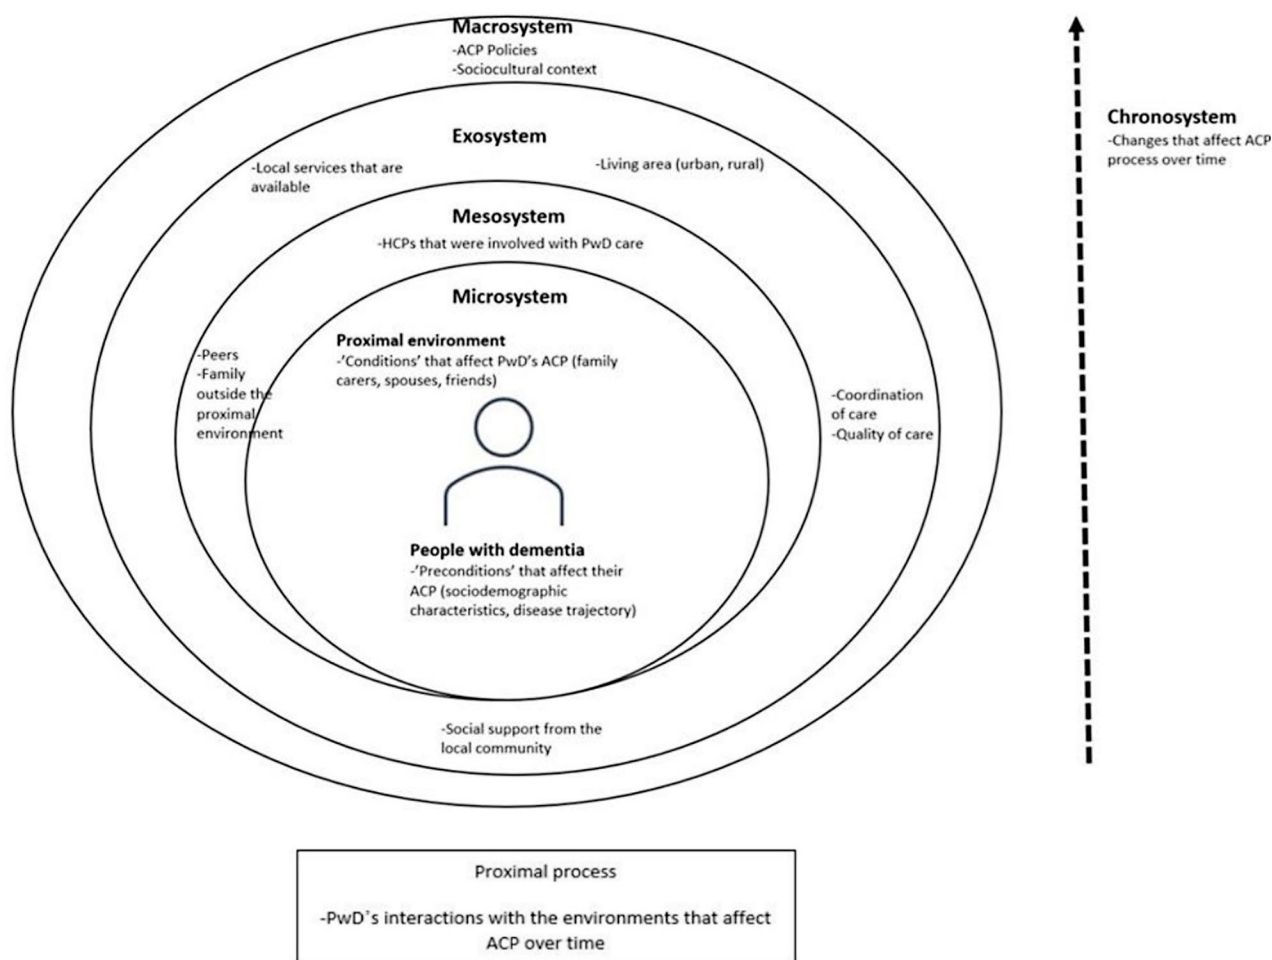 Macrosystem
-ACP Policies
-Sociocultural context
Exosystem
-Local services that are
available
-Living area (urban, rural)
Mesosystem
-HCPs that were involved with PwD care
Microsystem
Proximal environment
-’Conditions’ that affect PwD’s ACP (family
carers, spouses, friends)
-Peers
-Family
outside the
proximal
environment
-Coordination
of care
-Quality of care
People with dementia
-’Preconditions’ that affect their
ACP (sociodemographic
characteristics, disease trajectory)
-Social support from the
local community
Chronosystem
-Changes that affect ACP
process over time
Proximal process
-PwD’s interactions with the environments that affect
ACP over time